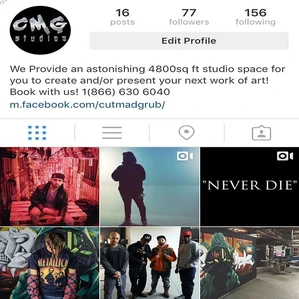 CMG
studios
16
77
156
posts
followers
following
Edit Profile
We Provide an astonishing 4800sq ft studio space for
you to create and/or present your next work of art!
Book with us! 1(866) 630 6040
m.facebook.com/cutmadgrub/
"NEVER DIE"
METALLICA